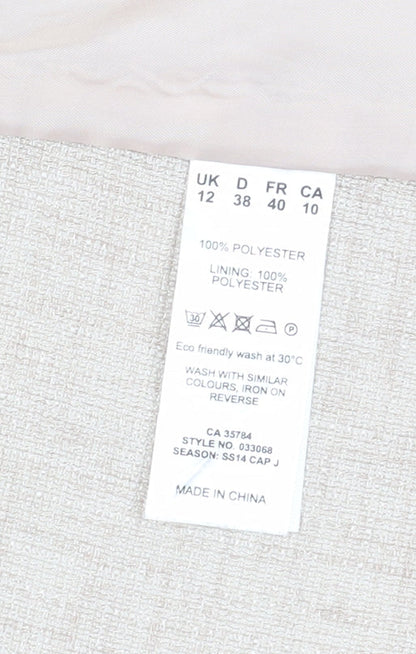 UK D FR CA
12 38 40 10
100% POLYESTER
LINING: 100%
POLYESTER
30 P
Eco friendly wash at 30°C
WASH WITH SIMILAR
COLOURS, IRON ON
REVERSE
CA 35784
STYLE NO. 033068
SEASON: SS14 CAP J
MADE IN CHINA